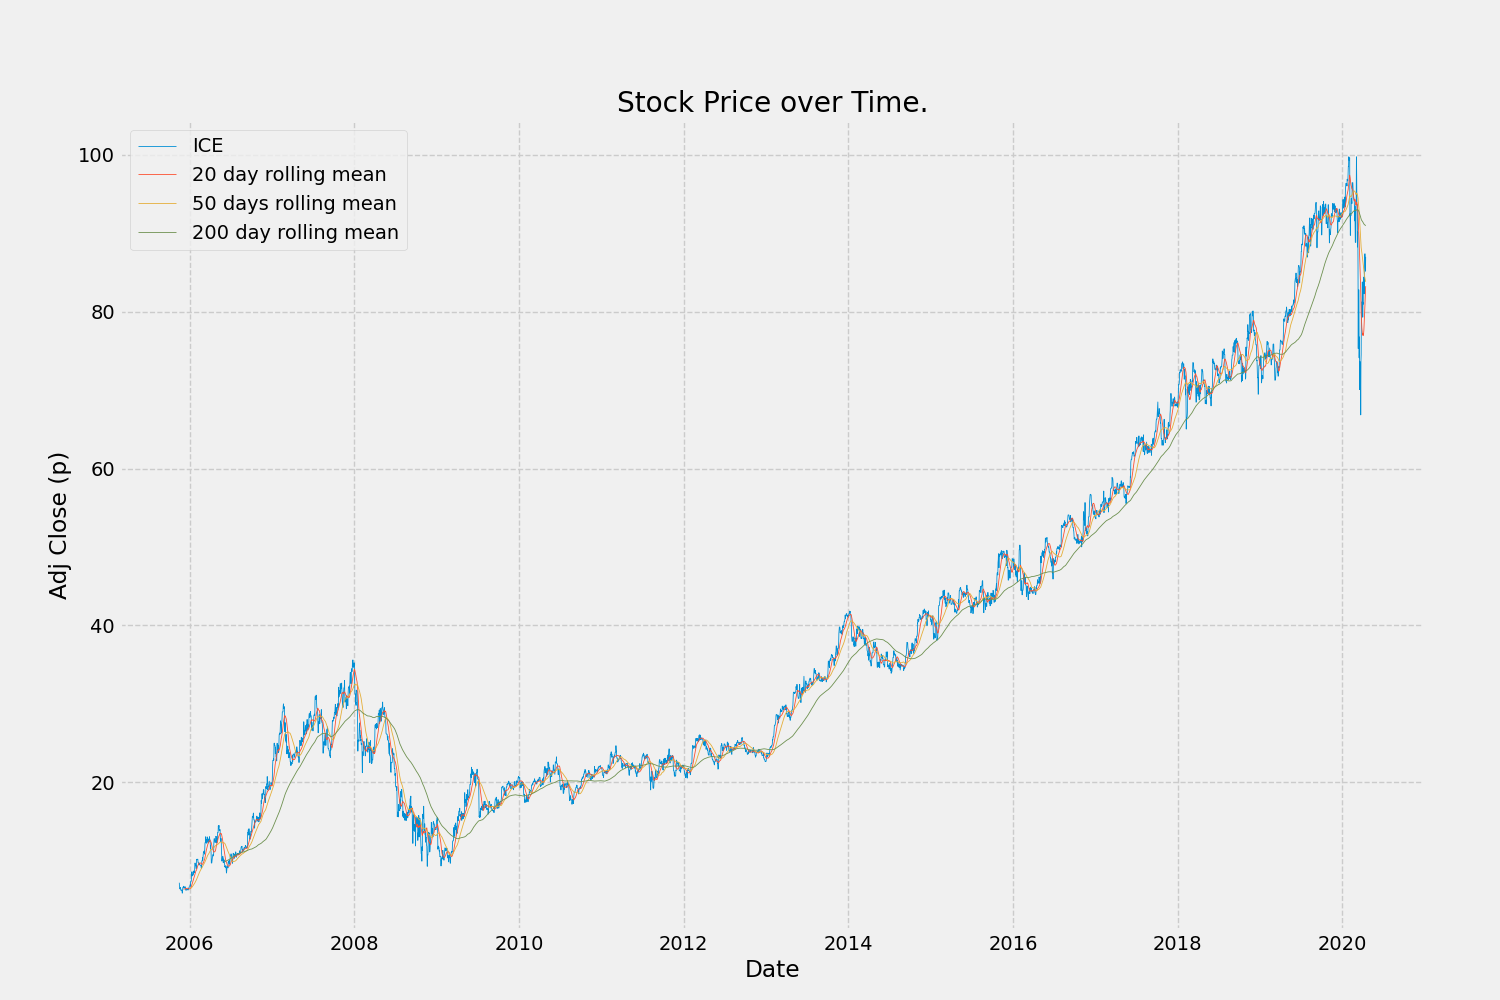 Stock Price over Time.
ICE
20 day rolling mean
50 days rolling mean
200 day rolling mean
100
80
60
40
20
Adj Close (p)
2006 2008 2010 2012 2014 2016 2018 2020
Date